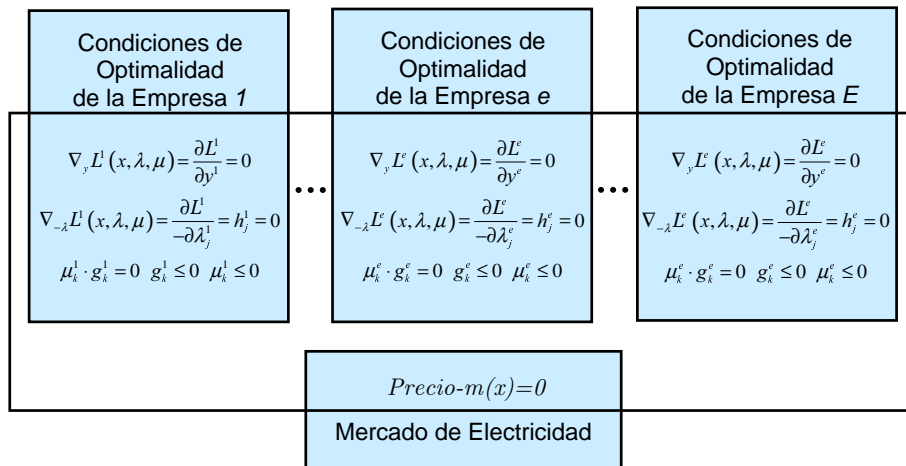 Condiciones de
Optimalidad
de la Empresa 1
∇_y L^1 (x, λ, μ) = ∂L^1 / ∂y^1 = 0
∇_{-λ} L^1 (x, λ, μ) = ∂L^1 / -∂λ_j^1 = h_j^1 = 0
μ_k^1 · g_k^1 = 0 g_k^1 ≤ 0 μ_k^1 ≤ 0
...
Condiciones de
Optimalidad
de la Empresa e
∇_y L^e (x, λ, μ) = ∂L^e / ∂y^e = 0
∇_{-λ} L^e (x, λ, μ) = ∂L^e / -∂λ_j^e = h_j^e = 0
μ_k^e · g_k^e = 0 g_k^e ≤ 0 μ_k^e ≤ 0
...
Condiciones de
Optimalidad
de la Empresa E
∇_y L^e (x, λ, μ) = ∂L^e / ∂y^e = 0
∇_{-λ} L^e (x, λ, μ) = ∂L^e / -∂λ_j^e = h_j^e = 0
μ_k^e · g_k^e = 0 g_k^e ≤ 0 μ_k^e ≤ 0
Precio-m(x)=0
Mercado de Electricidad